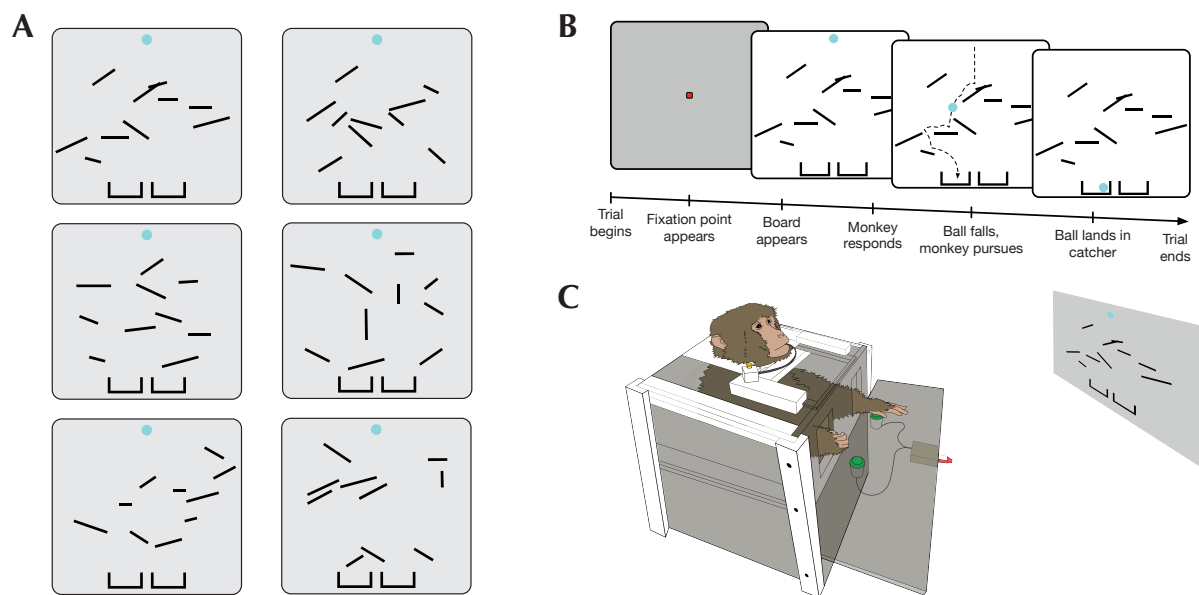 A
B
Trial
begins
Fixation point
appears
Board
appears
Monkey
responds
Ball falls,
monkey pursues
Ball lands in
catcher
Trial
ends
C